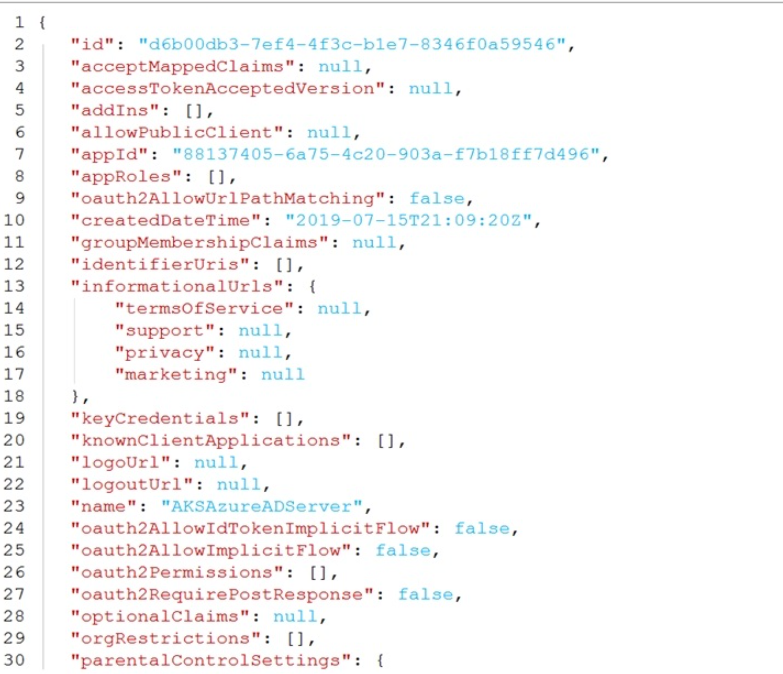 1 {
2 "id": "d6b00db3-7ef4-4f3c-b1e7-8346f0a59546",
3 "acceptMappedClaims": null,
4 "accessTokenAcceptedVersion": null,
5 "addIns": [],
6 "allowPublicClient": null,
7 "appId": "88137405-6a75-4c20-903a-f7b18ff7d496",
8 "appRoles": [],
9 "oauth2AllowUrlPathMatching": false,
10 "createdDateTime": "2019-07-15T21:09:20Z",
11 "groupMembershipClaims": null,
12 "identifierUris": [],
13 "informationalUrls": {
14 "termsOfService": null,
15 "support": null,
16 "privacy": null,
17 "marketing": null
18 },
19 "keyCredentials": [],
20 "knownClientApplications": [],
21 "logoUrl": null,
22 "logoutUrl": null,
23 "name": "AKSAzureADServer",
24 "oauth2AllowIdTokenImplicitFlow": false,
25 "oauth2AllowImplicitFlow": false,
26 "oauth2Permissions": [],
27 "oauth2RequirePostResponse": false,
28 "optionalClaims": null,
29 "orgRestrictions": [],
30 "parentalControlSettings": {